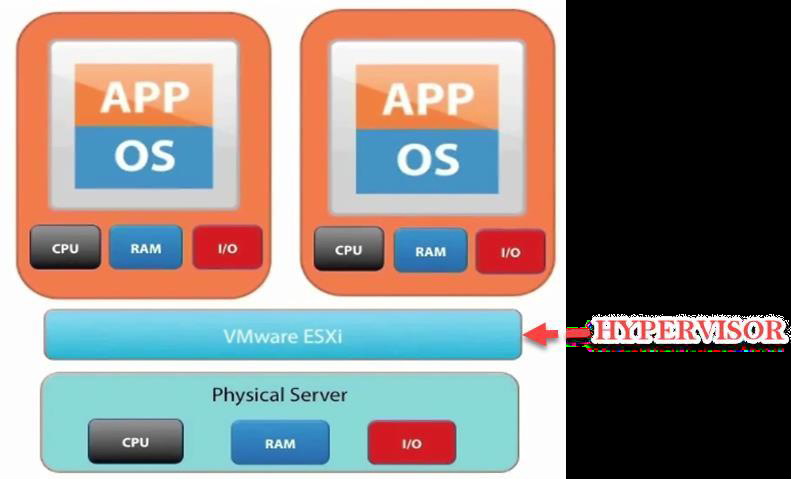 APP
OS
CPU RAM I/O
APP
OS
CPU RAM I/O
VMware ESXi
HYPERVISOR
Physical Server
CPU RAM I/O